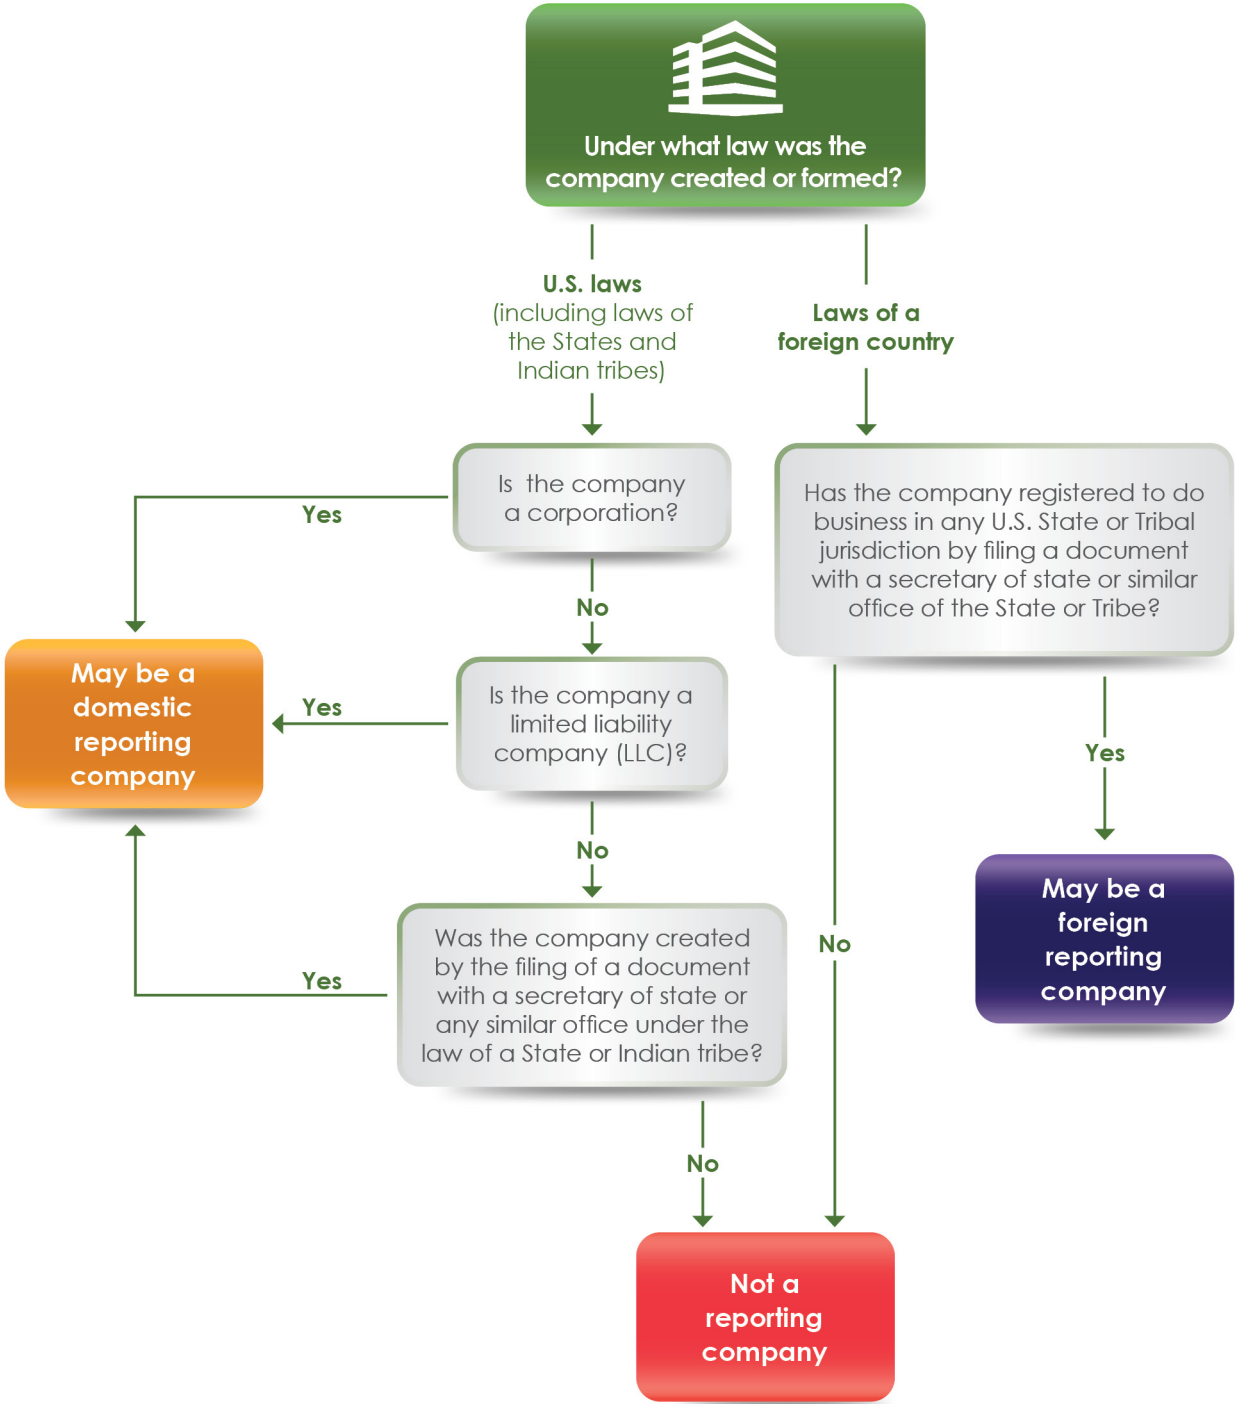 Under what law was the
company created or formed?
U.S. laws
(including laws of
the States and
Indian tribes)
Laws of a
foreign country
Is the company
a corporation?
Has the company registered to do
business in any U.S. State or Tribal
jurisdiction by filing a document
with a secretary of state or similar
office of the State or Tribe?
Yes
No
May be a
domestic
reporting
company
Yes
Is the company a
limited liability
company (LLC)?
Yes
No
May be a
foreign
reporting
company
Was the company created
by the filing of a document
with a secretary of state or
any similar office under the
law of a State or Indian tribe?
No
Yes
No
Not a
reporting
company